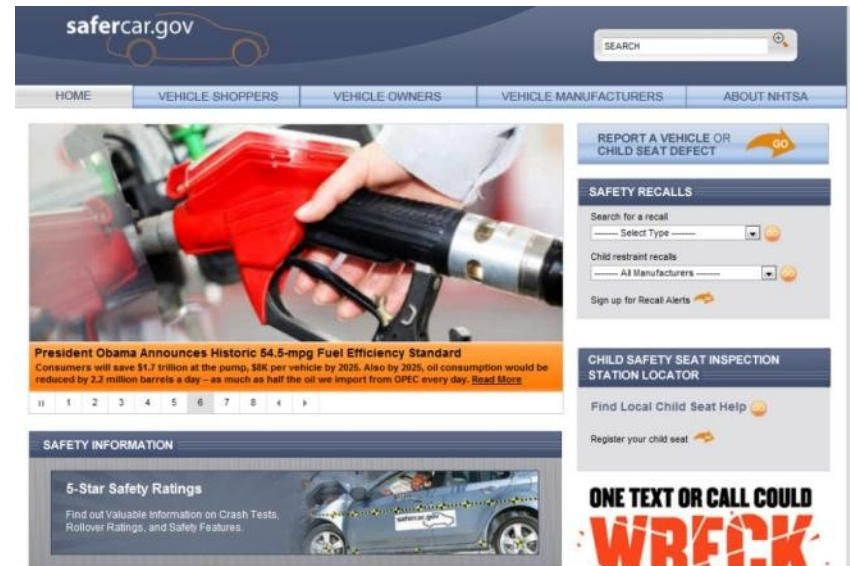 safercar.gov
SEARCH
HOME
VEHICLE SHOPPERS
VEHICLE OWNERS
VEHICLE MANUFACTURERS
ABOUT NHTSA
President Obama Announces Historic 54.5-mpg Fuel Efficiency Standard
Consumers will save $1.7 trillion at the pump, $8K per vehicle by 2025. Also by 2025, oil consumption would be
reduced by 2.2 million barrels a day – as much as half the oil we import from OPEC every day. Read More
1 2 3 4 5 6 7 8
SAFETY INFORMATION
5-Star Safety Ratings
Find out Valuable Information on Crash Tests,
Rollover Ratings, and Safety Features.
safercar.gov
REPORT A VEHICLE OR
CHILD SEAT DEFECT
GO
SAFETY RECALLS
Search for a recall
-------- Select Type --------
GO
Child restraint recalls
-------- All Manufacturers --------
GO
Sign up for Recall Alerts
CHILD SAFETY SEAT INSPECTION
STATION LOCATOR
Find Local Child Seat Help GO
Register your child seat
ONE TEXT OR CALL COULD
WRECK